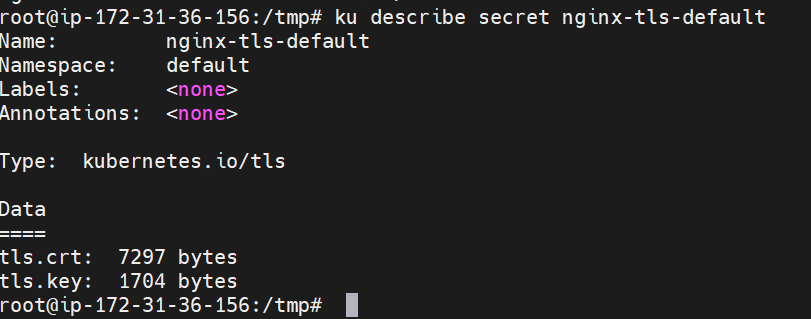 root@ip-172-31-36-156:/tmp# ku describe secret nginx-tls-default
Name:         nginx-tls-default
Namespace:    default
Labels:       <none>
Annotations:  <none>

Type:  kubernetes.io/tls

Data
====
tls.crt:  7297 bytes
tls.key:  1704 bytes
root@ip-172-31-36-156:/tmp#